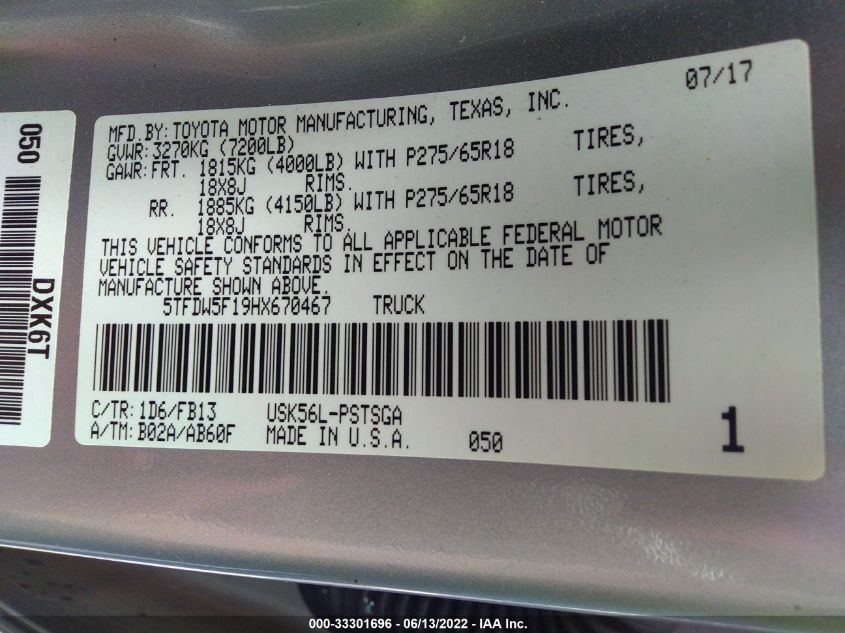 050
DXK6T
07/17
MFD.BY:TOYOTA MOTOR MANUFACTURING, TEXAS, INC.
GVWR:3270KG (7200LB)
GAWR:FRT. 1815KG (4000LB) WITH P275/65R18 TIRES,
18X8J RIMS.
RR. 1885KG (4150LB) WITH P275/65R18 TIRES,
18X8J RIMS.
THIS VEHICLE CONFORMS TO ALL APPLICABLE FEDERAL MOTOR
VEHICLE SAFETY STANDARDS IN EFFECT ON THE DATE OF
MANUFACTURE SHOWN ABOVE.
5TFDW5F19HX670467 TRUCK
C/TR:1D6/FB13 USK56L-PSTSGA
A/TM:B02A/AB60F MADE IN U.S.A. 050
1
000-33301696 - 06/13/2022 - IAA Inc.